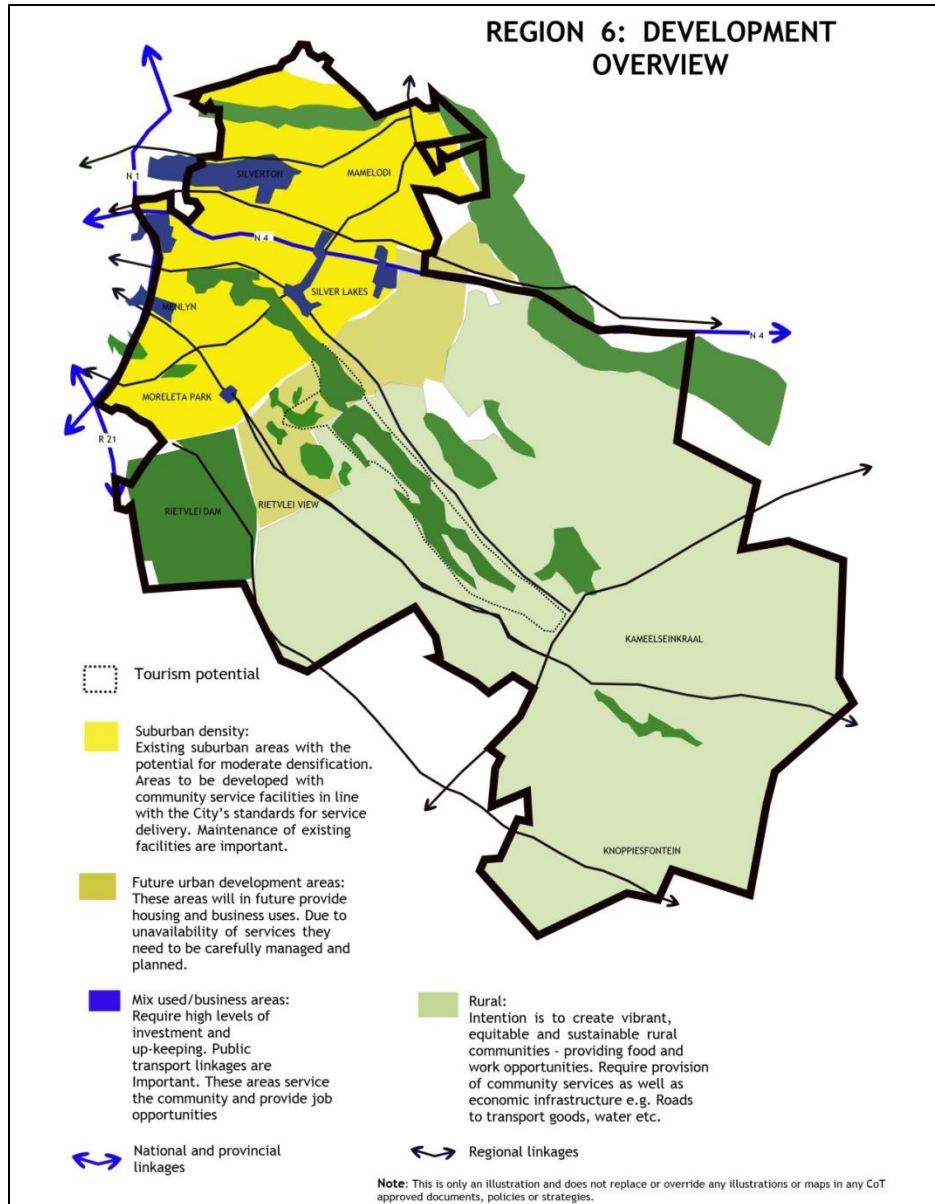 REGION 6: DEVELOPMENT
OVERVIEW
SILVERTON
MAMELODI
N 1
N 4
SILVER LAKES
MENLYN
N 4
MORELETA PARK
R 21
RIETVLEI DAM
RIETVLEI VIEW
KAMEELSEINKRAAL
KNOPPIESFONTEIN
Tourism potential
Suburban density:
Existing suburban areas with the
potential for moderate densification.
Areas to be developed with
community service facilities in line
with the City's standards for service
delivery. Maintenance of existing
facilities are important.
Future urban development areas:
These areas will in future provide
housing and business uses. Due to
unavailability of services they
need to be carefully managed and
planned.
Mix used/business areas:
Require high levels of
investment and
up-keeping. Public
transport linkages are
Important. These areas service
the community and provide job
opportunities
Rural:
Intention is to create vibrant,
equitable and sustainable rural
communities - providing food and
work opportunities. Require provision
of community services as well as
economic infrastructure e.g. Roads
to transport goods, water etc.
National and provincial
linkages
Regional linkages
Note: This is only an illustration and does not replace or override any illustrations or maps in any CoT
approved documents, policies or strategies.